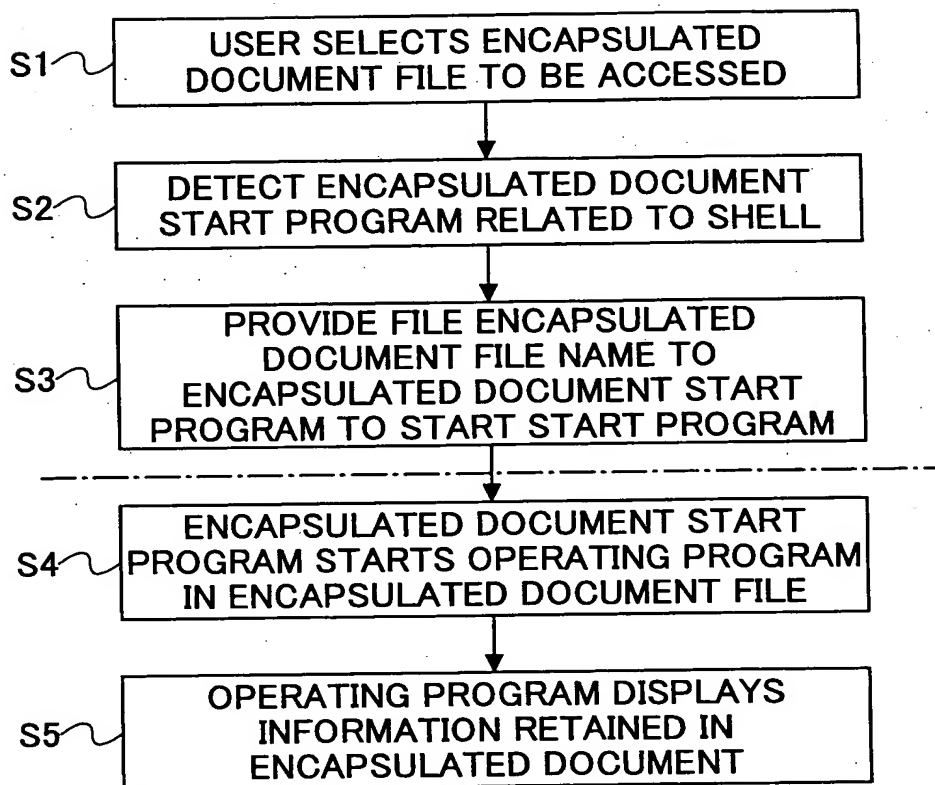 S1
USER SELECTS ENCAPSULATED
DOCUMENT FILE TO BE ACCESSED
S2
DETECT ENCAPSULATED DOCUMENT
START PROGRAM RELATED TO SHELL
S3
PROVIDE FILE ENCAPSULATED
DOCUMENT FILE NAME TO
ENCAPSULATED DOCUMENT START
PROGRAM TO START START PROGRAM
S4
ENCAPSULATED DOCUMENT START
PROGRAM STARTS OPERATING PROGRAM
IN ENCAPSULATED DOCUMENT FILE
S5
OPERATING PROGRAM DISPLAYS
INFORMATION RETAINED IN
ENCAPSULATED DOCUMENT